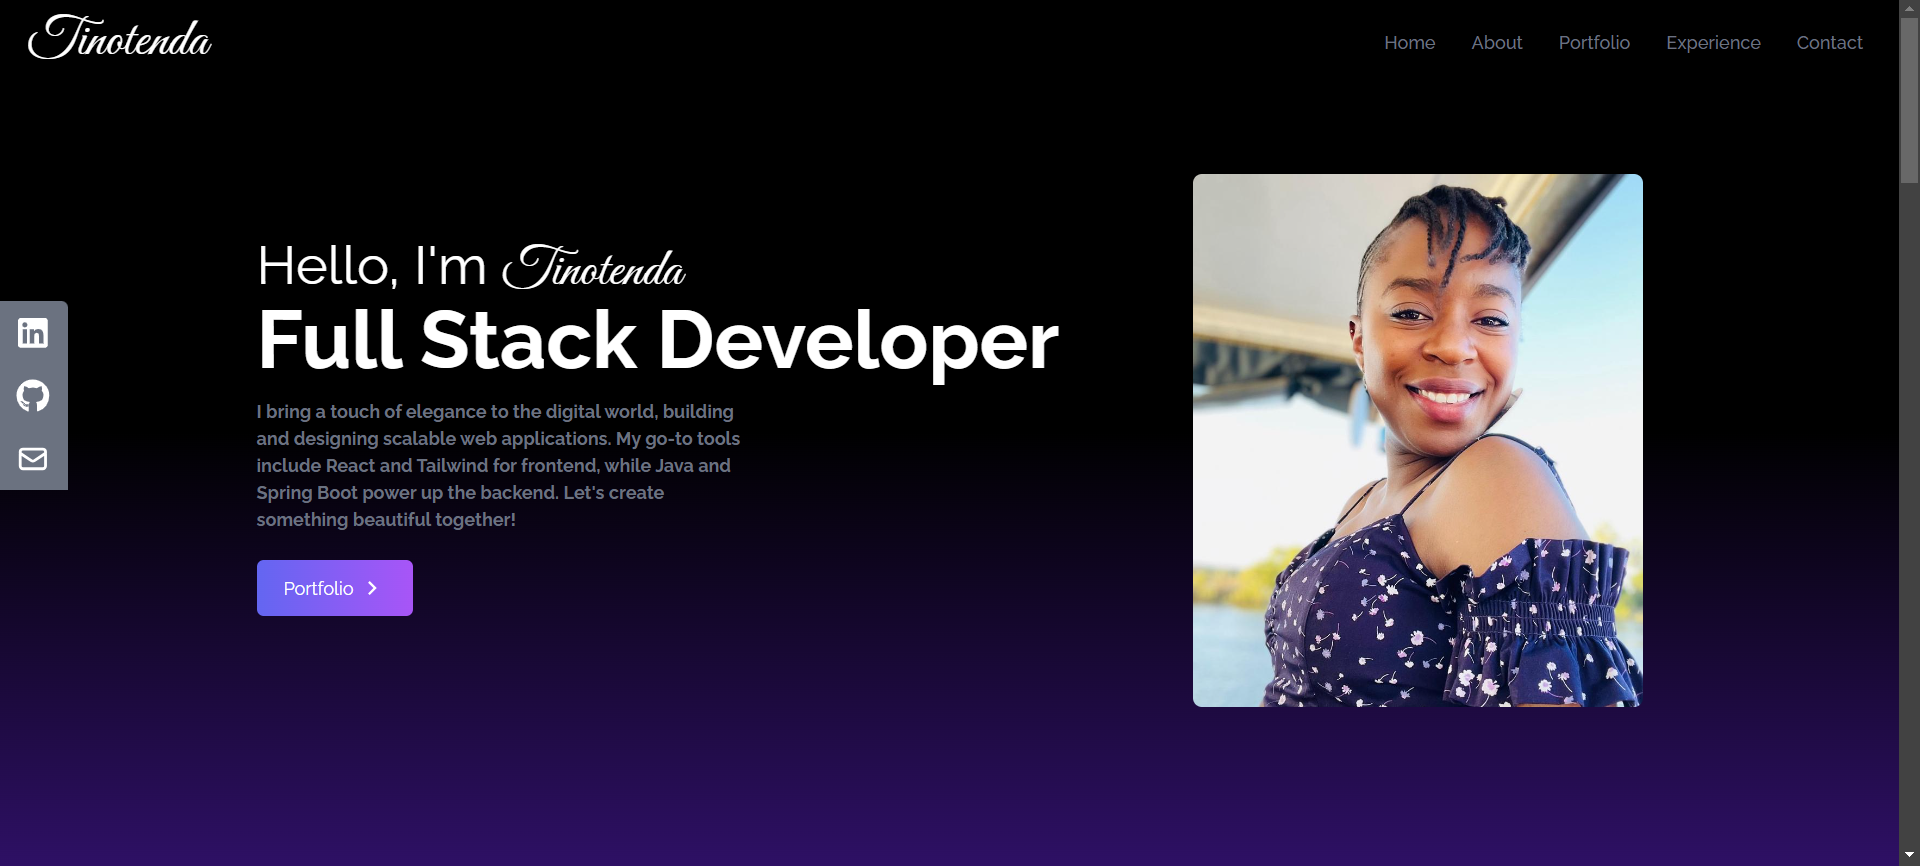 Tinotenda
Home About Portfolio Experience Contact
Hello, I'm Tinotenda
Full Stack Developer
I bring a touch of elegance to the digital world, building
and designing scalable web applications. My go-to tools
include React and Tailwind for frontend, while Java and
Spring Boot power up the backend. Let's create
something beautiful together!
Portfolio
in